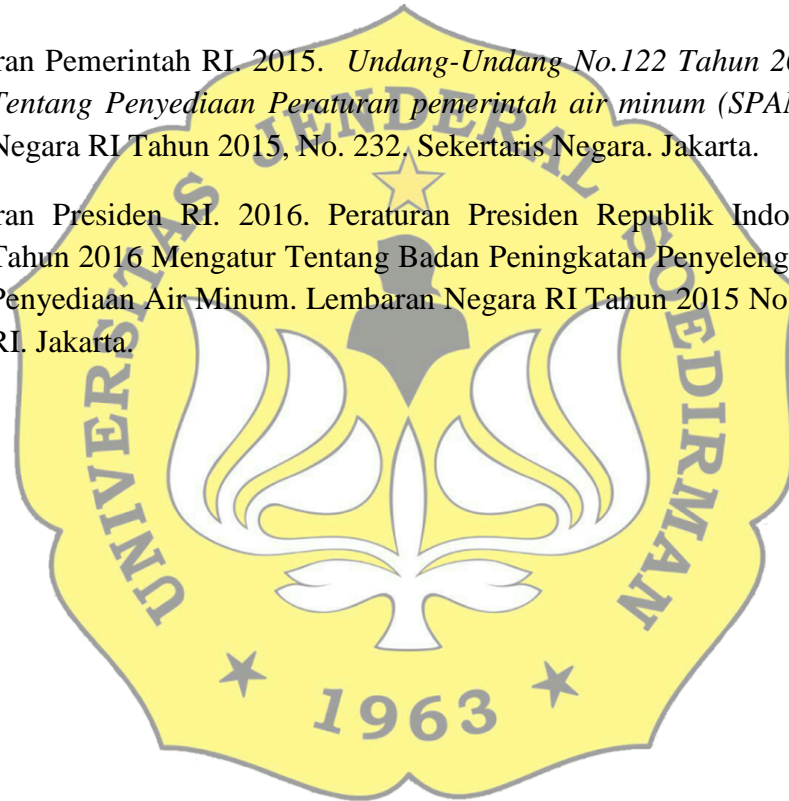 ran Pemerintah RI. 2015. Undang-Undang No.122 Tahun 20
Tentang Penyediaan Peraturan pemerintah air minum (SPAM
Negara RI Tahun 2015, No. 232. Sekertaris Negara. Jakarta.
ran Presiden RI. 2016. Peraturan Presiden Republik Indo
Tahun 2016 Mengatur Tentang Badan Peningkatan Penyeleng
Penyediaan Air Minum. Lembaran Negara RI Tahun 2015 No
RI. Jakarta.
UNIVERSITAS JENDERAL SOEDIRMAN
1963